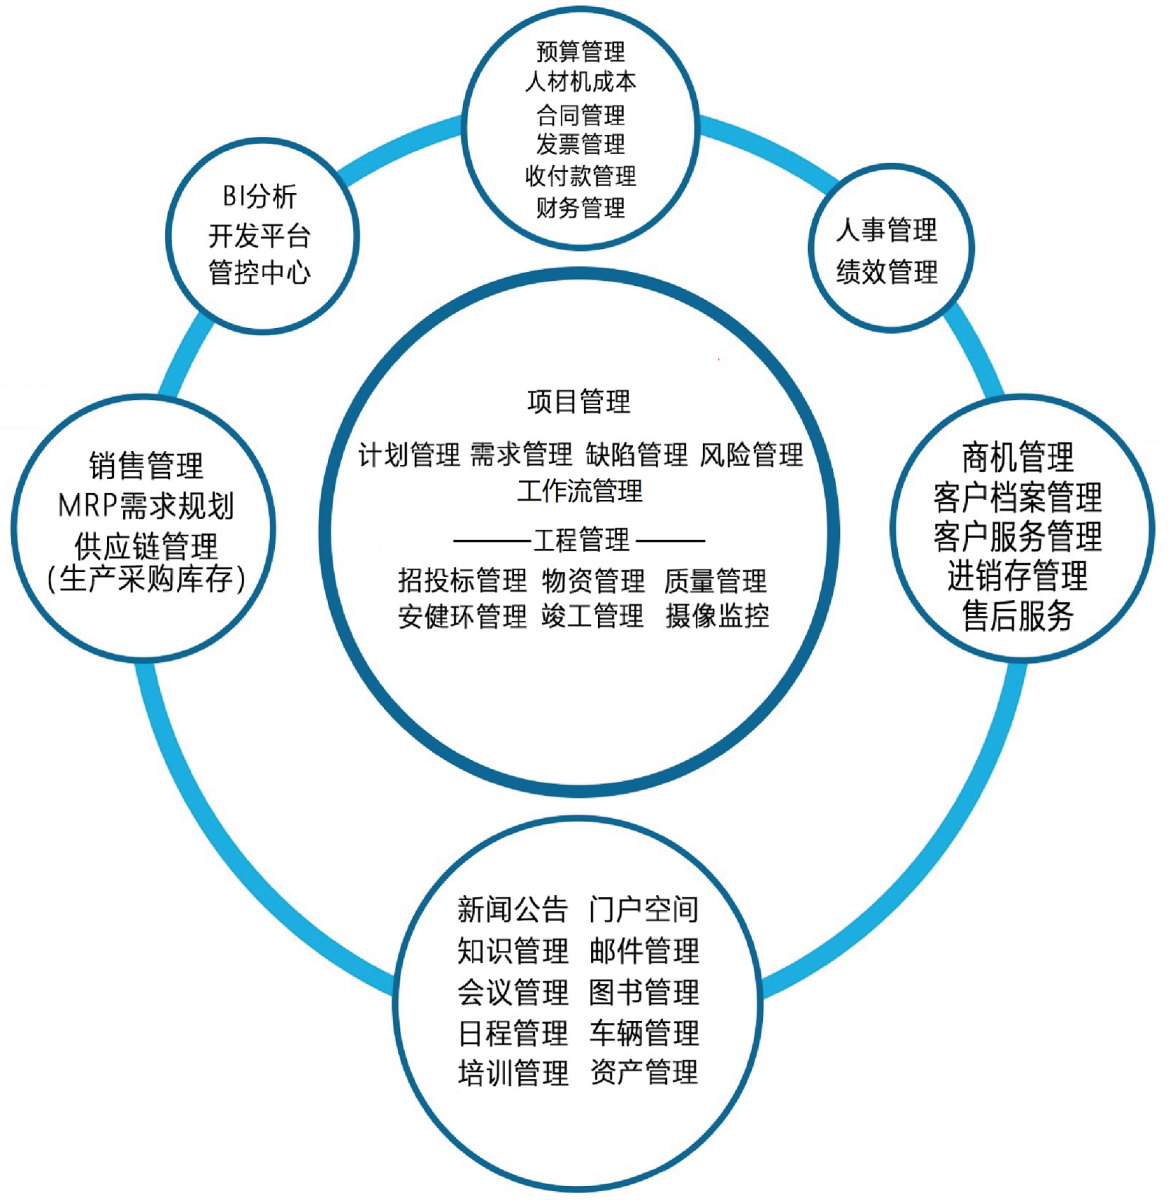 预算管理
人材机成本
合同管理
发票管理
收付款管理
财务管理
BI分析
开发平台
管控中心
人事管理
绩效管理
项目管理
计划管理 需求管理 缺陷管理 风险管理
工作流管理
工程管理
招投标管理 物资管理 质量管理
安健环管理 竣工管理 摄像监控
销售管理
MRP需求规划
供应链管理
(生产采购库存)
商机管理
客户档案管理
客户服务管理
进销存管理
售后服务
新闻公告 门户空间
知识管理 邮件管理
会议管理 图书管理
日程管理 车辆管理
培训管理 资产管理